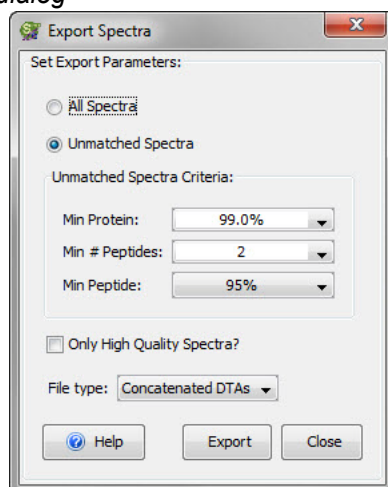 Export Spectra
Set Export Parameters:
All Spectra
Unmatched Spectra
Unmatched Spectra Criteria:
Min Protein: 99.0%
Min # Peptides: 2
Min Peptide: 95%
Only High Quality Spectra?
File type: Concatenated DTAs
Help Export Close